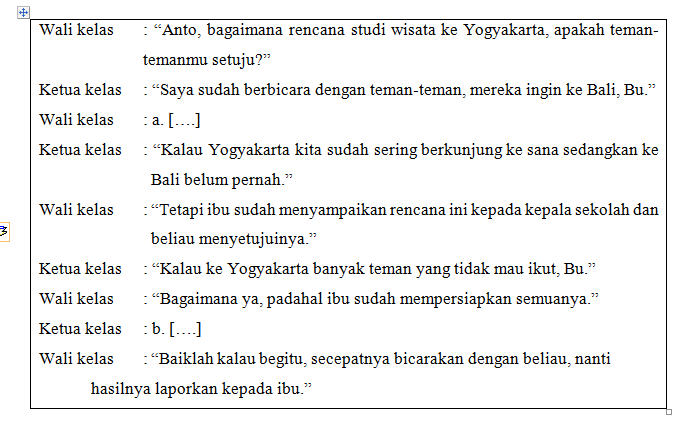 Wali kelas : “Anto, bagaimana rencana studi wisata ke Yogyakarta, apakah teman-
temanmu setuju?”
Ketua kelas : “Saya sudah berbicara dengan teman-teman, mereka ingin ke Bali, Bu.”
Wali kelas : a. [….]
Ketua kelas : “Kalau Yogyakarta kita sudah sering berkunjung ke sana sedangkan ke
Bali belum pernah.”
Wali kelas : “Tetapi ibu sudah menyampaikan rencana ini kepada kepala sekolah dan
beliau menyetujuinya.”
Ketua kelas : “Kalau ke Yogyakarta banyak teman yang tidak mau ikut, Bu.”
Wali kelas : “Bagaimana ya, padahal ibu sudah mempersiapkan semuanya.”
Ketua kelas : b. [….]
Wali kelas : “Baiklah kalau begitu, secepatnya bicarakan dengan beliau, nanti
hasilnya laporkan kepada ibu.”